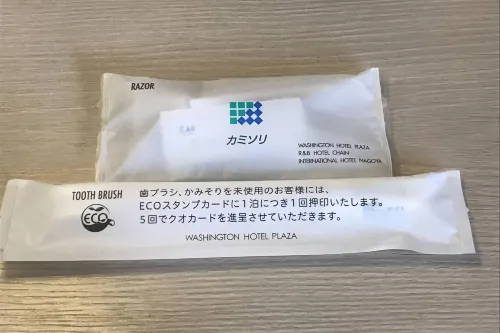 RAZOR
カミソリ
WASHINGTON HOTEL PLAZA
R&B HOTEL CHAIN
INTERNATIONAL HOTEL NAGOYA
TOOTH BRUSH
ECO
歯ブラシ、かみそりを未使用のお客様には、
ECOスタンプカードに1泊につき1回押印いたします。
5回でクオカードを進呈させていただきます。
WASHINGTON HOTEL PLAZA